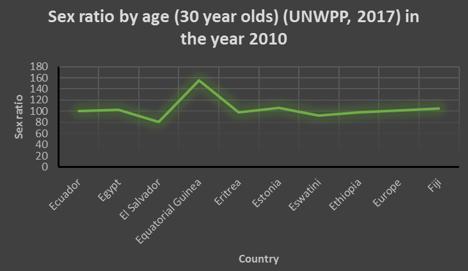 Sex ratio by age (30 year olds) (UNWPP, 2017) in
the year 2010
180
160
140
120
100
80
60
40
20
0
Sex ratio
Ecuador
Egypt
El Salvador
Equatorial Guinea
Eritrea
Estonia
Eswatini
Ethiopia
Europe
Fiji
Country